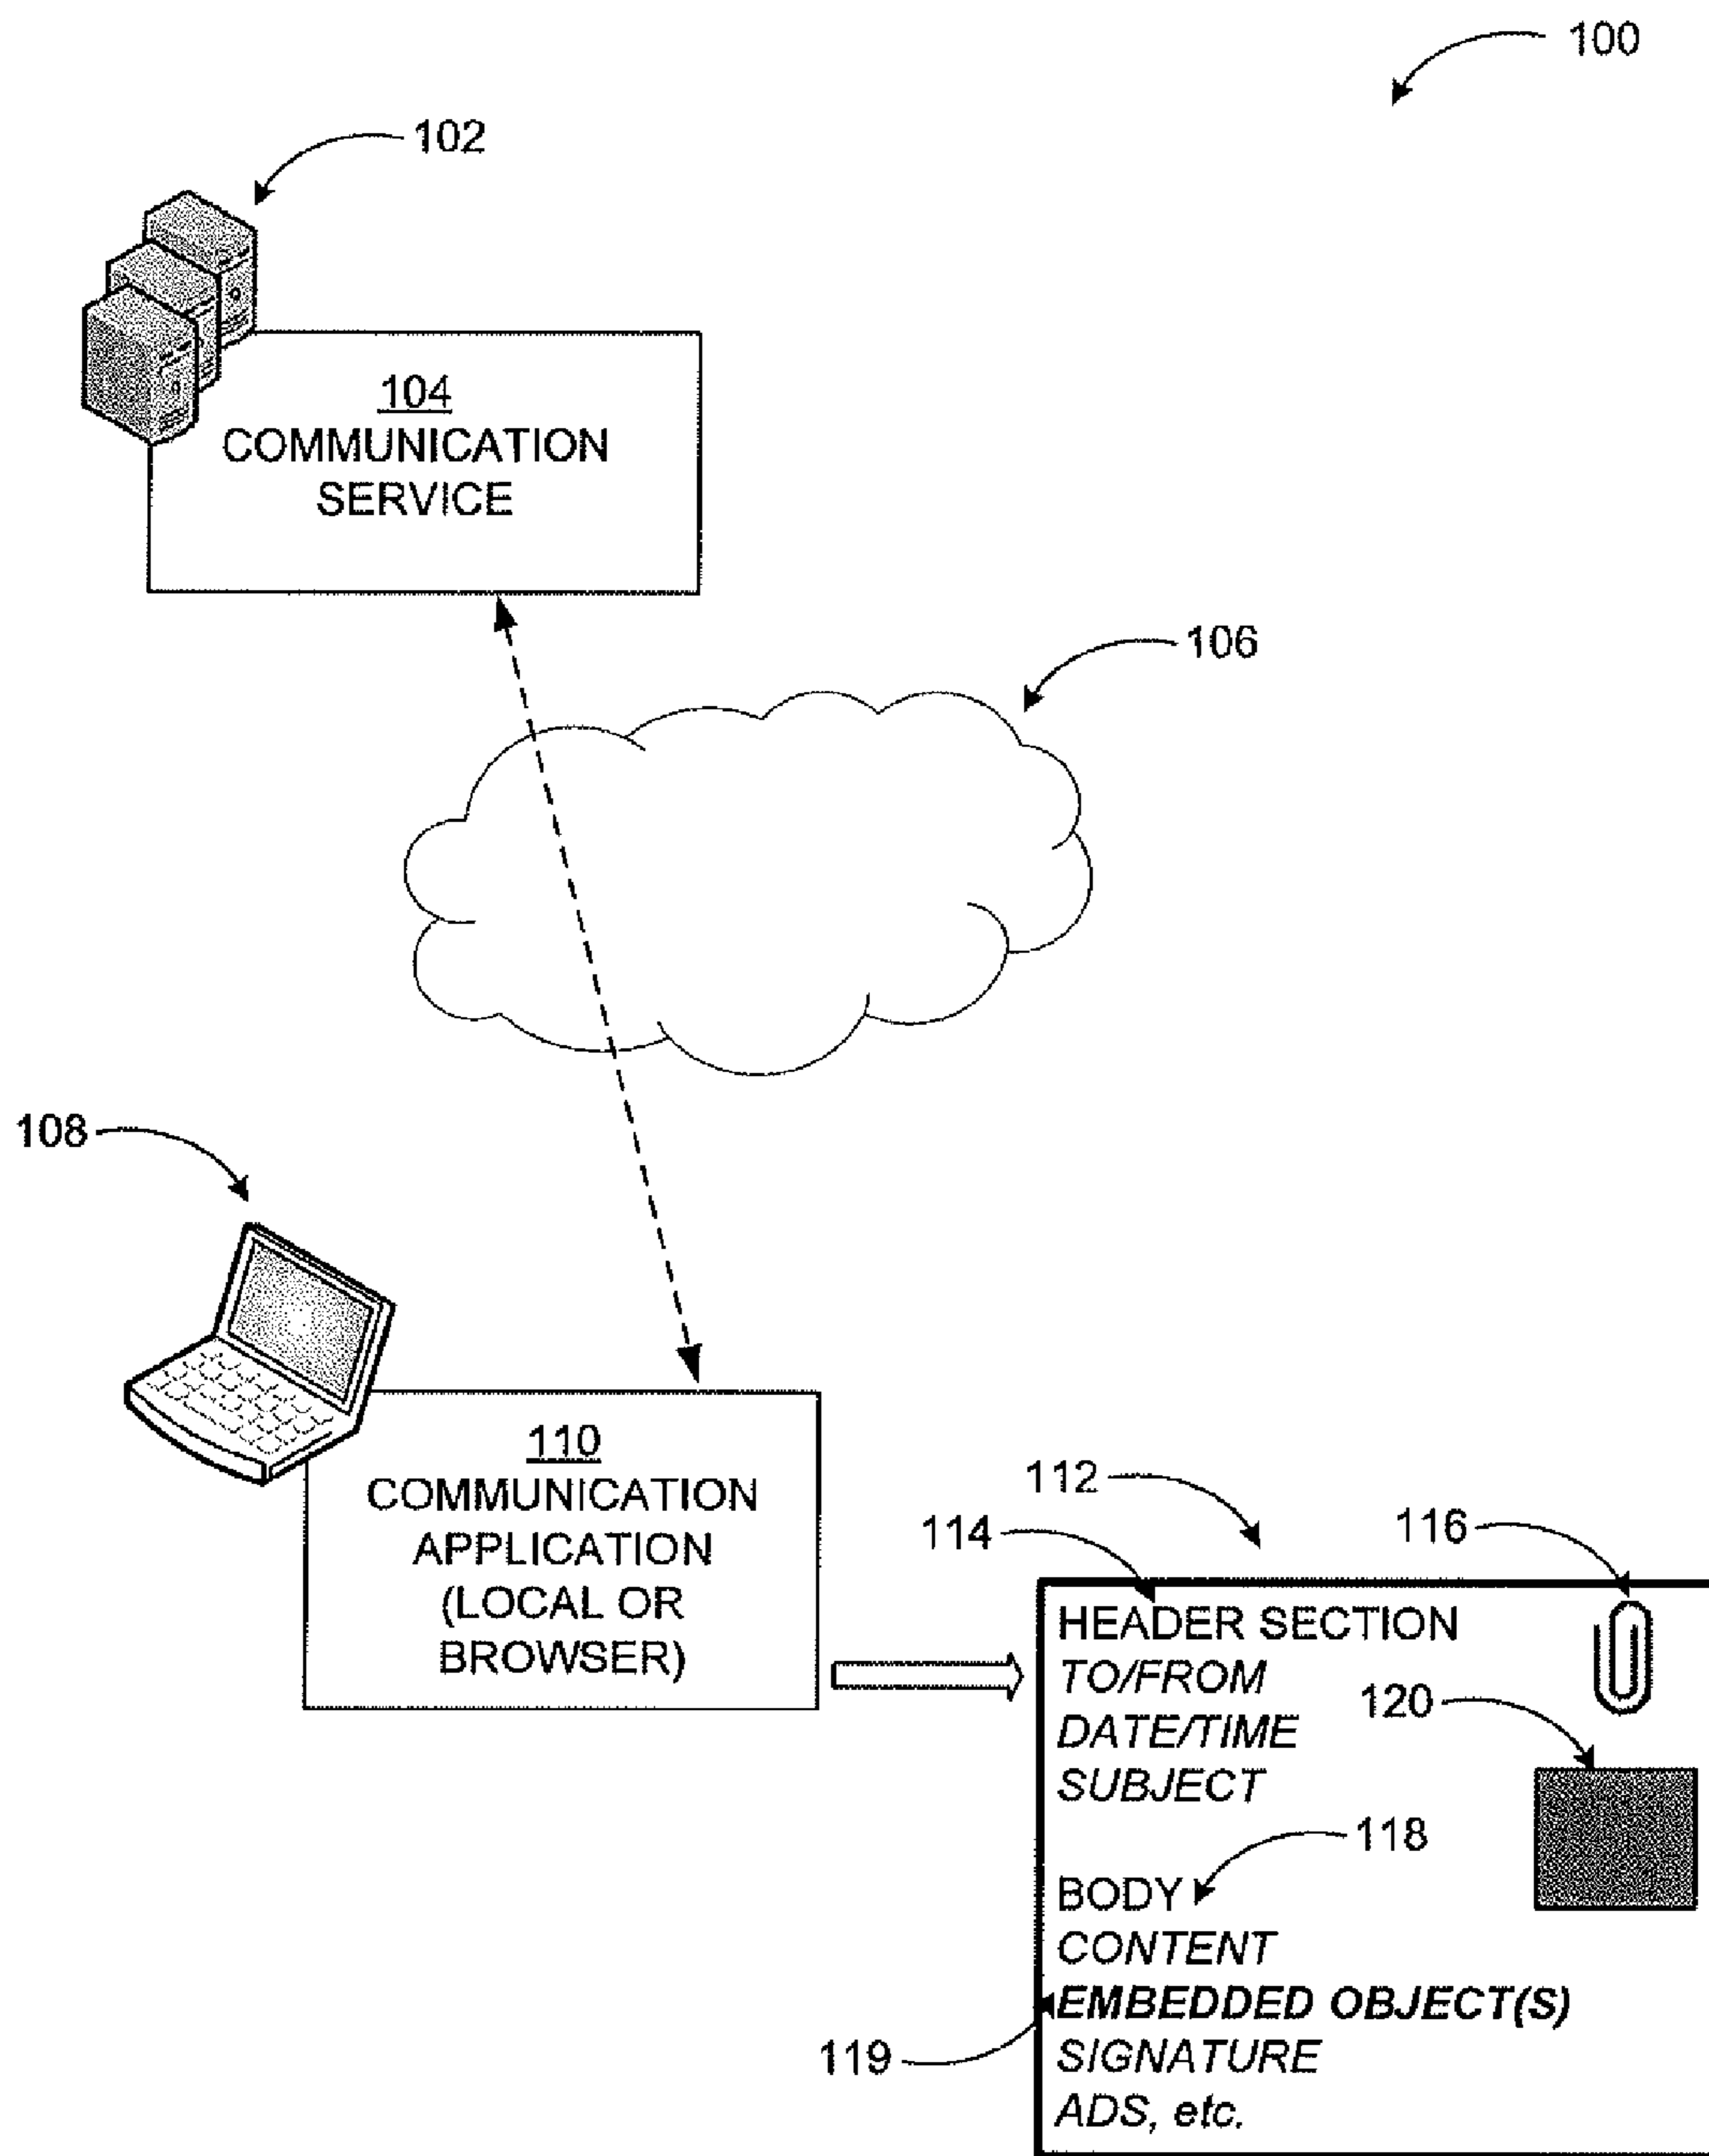 100
102
104
COMMUNICATION
SERVICE
106
108
110
COMMUNICATION
APPLICATION
(LOCAL OR
BROWSER)
112
114
116
HEADER SECTION
TO/FROM
120
DATE/TIME
SUBJECT
118
BODY
CONTENT
EMBEDDED OBJECT(S)
119
SIGNATURE
ADS, etc.